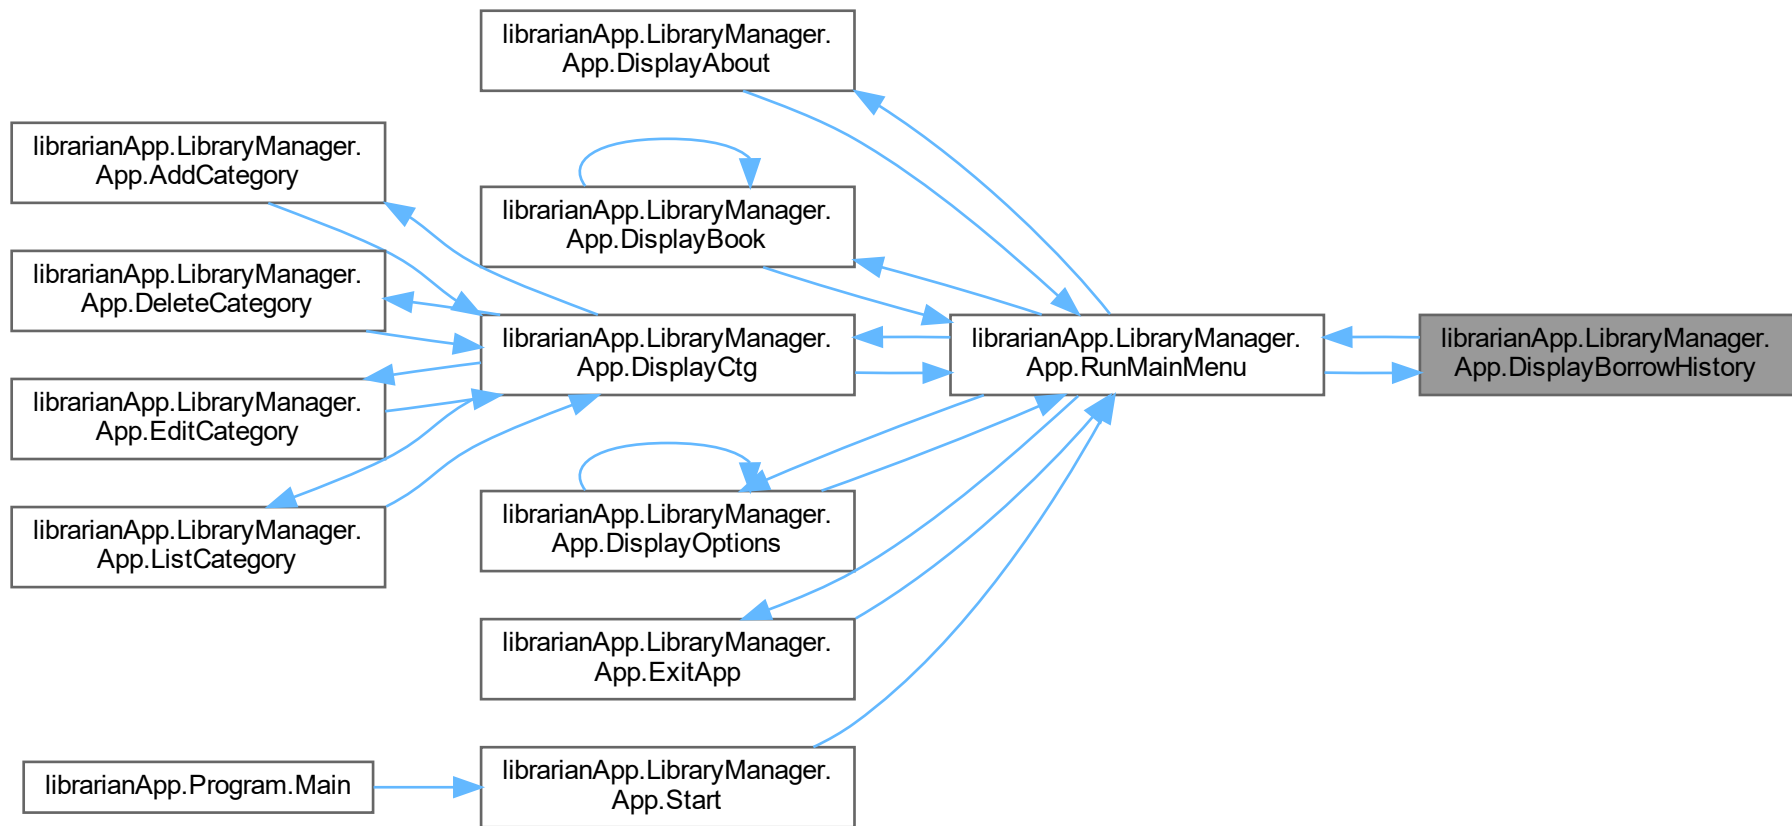 librarianApp.LibraryManager.
App.DisplayAbout
librarianApp.LibraryManager.
App.AddCategory
librarianApp.LibraryManager.
App.DisplayBook
librarianApp.LibraryManager.
App.DeleteCategory
librarianApp.LibraryManager.
App.DisplayCtg
librarianApp.LibraryManager.
App.RunMainMenu
librarianApp.LibraryManager.
App.DisplayBorrowHistory
librarianApp.LibraryManager.
App.EditCategory
librarianApp.LibraryManager.
App.DisplayOptions
librarianApp.LibraryManager.
App.ListCategory
librarianApp.LibraryManager.
App.ExitApp
librarianApp.Program.Main
librarianApp.LibraryManager.
App.Start